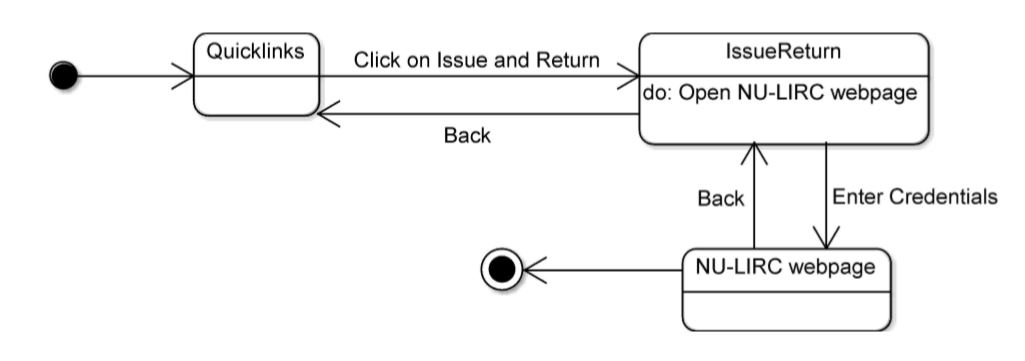 Quicklinks
Click on Issue and Return
IssueReturn
do: Open NU-LIRC webpage
Back
Back
Enter Credentials
NU-LIRC webpage